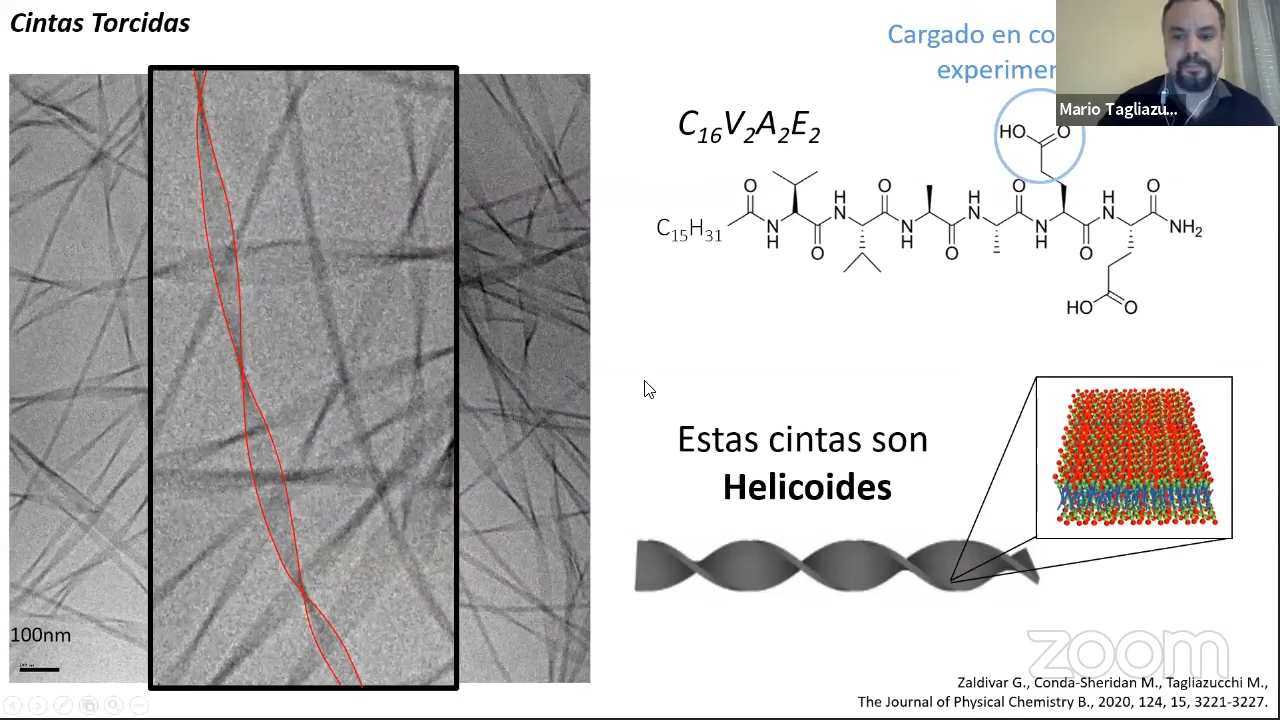 Cintas Torcidas
Cargado en co
experimen
Mario Tagliazu...
C16V2A2E2
HO
O
O
H
N
O
H
N
O
H
N
O
C15H31
N
H
O
N
H
O
N
H
O
NH2
HO
O
Estas cintas son
Helicoides
100nm
zoom
Zaldivar G., Conda-Sheridan M., Tagliazucchi M.,
The Journal of Physical Chemistry B., 2020, 124, 15, 3221-3227.